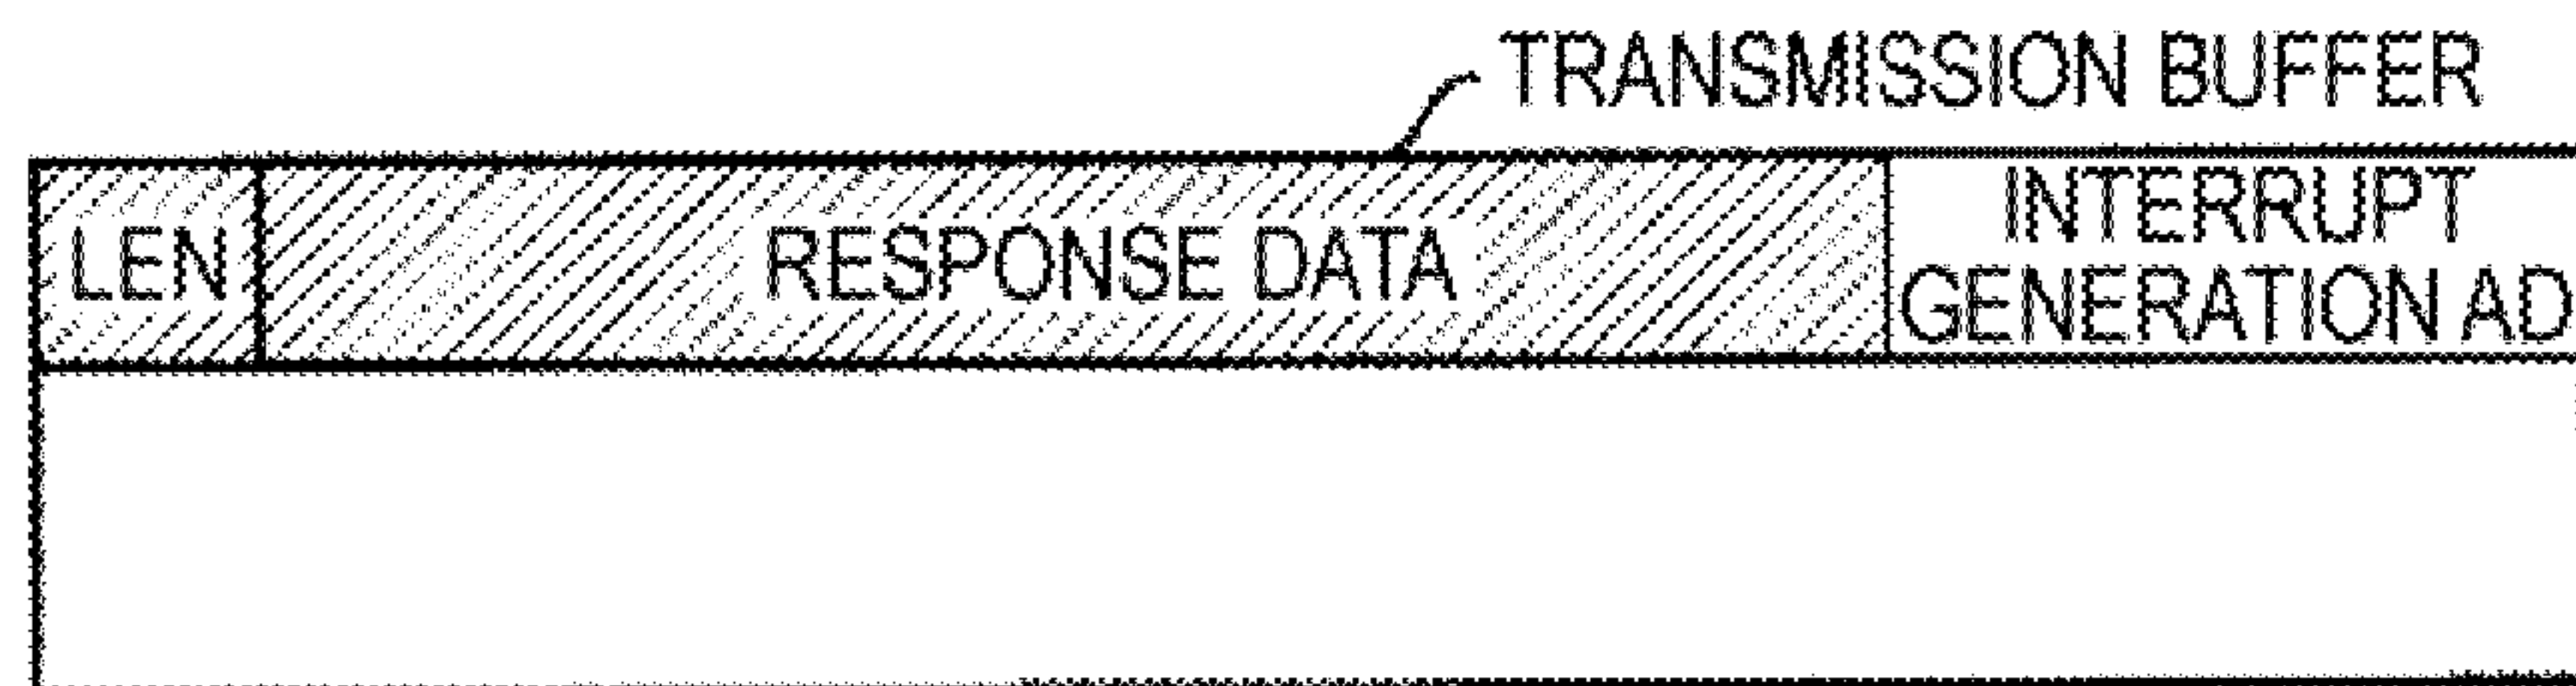 TRANSMISSION BUFFER
LEN
RESPONSE DATA
INTERRUPT
GENERATION AD